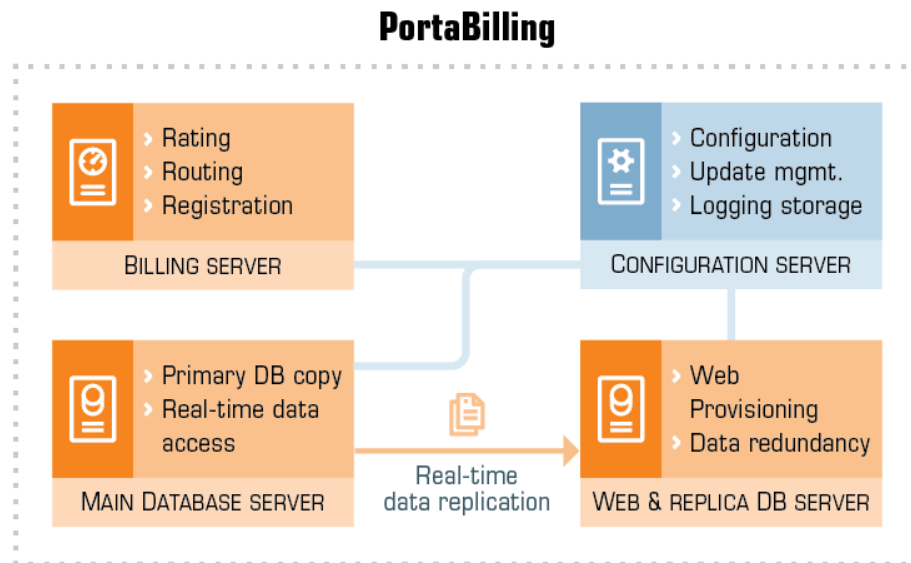 PortaBilling
Rating
Routing
Registration
BILLING SERVER
Configuration
Update mgmt.
Logging storage
CONFIGURATION SERVER
Primary DB copy
Real-time data
access
MAIN DATABASE SERVER
Real-time
data replication
Web
Provisioning
Data redundancy
WEB & REPLICA DB SERVER